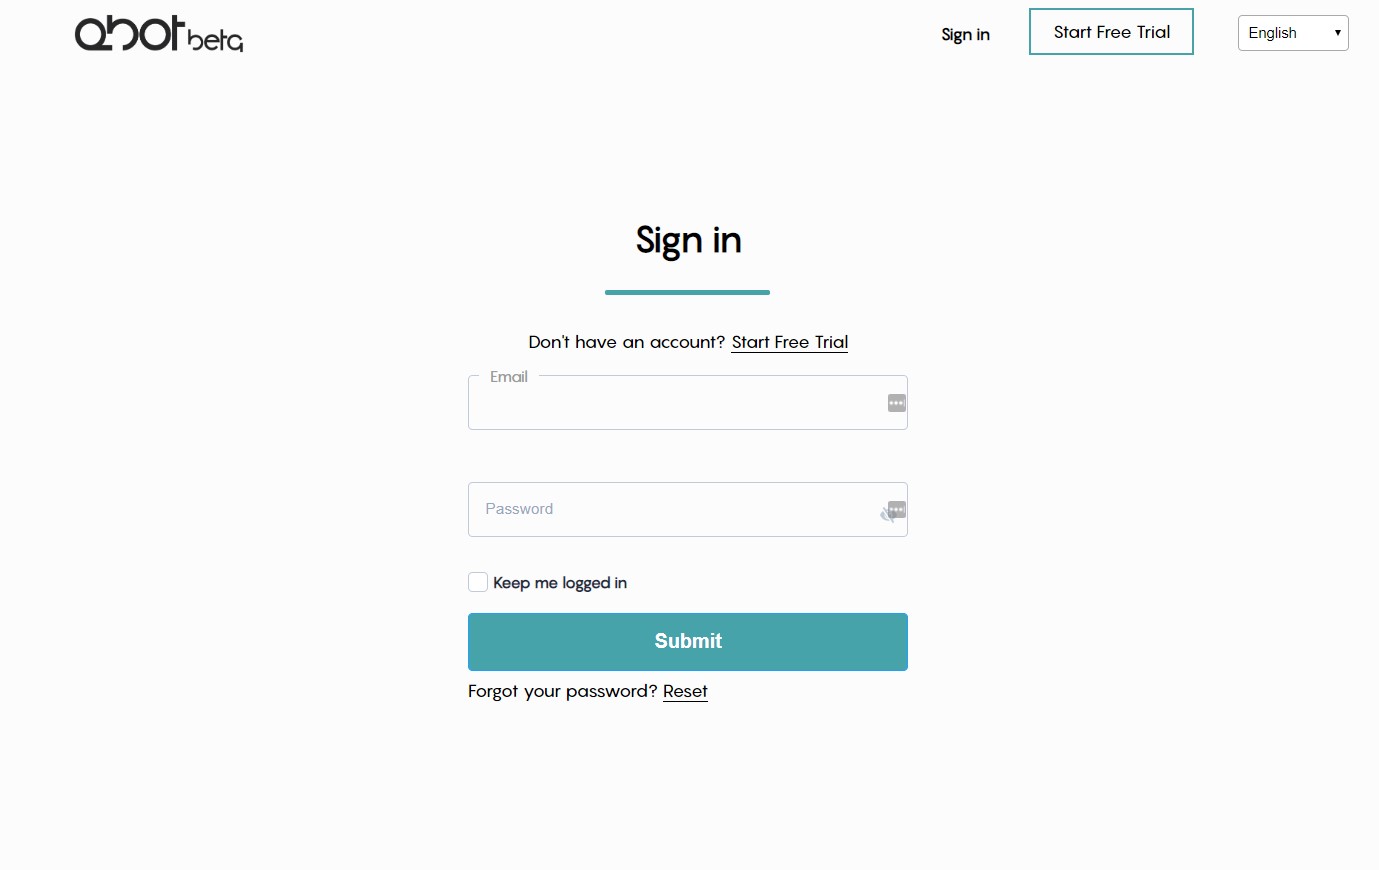 abot beta
Sign in
Start Free Trial
English
Sign in
Don't have an account? Start Free Trial
Email
Password
Keep me logged in
Submit
Forgot your password? Reset